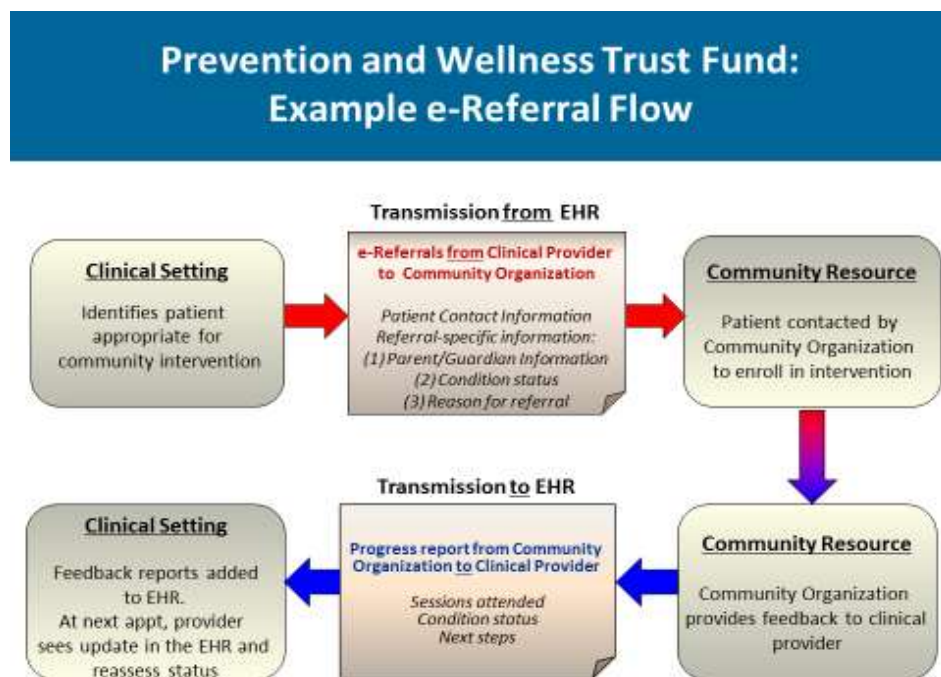 Prevention and Wellness Trust Fund:
Example e-Referral Flow
Transmission from EHR
Clinical Setting
Identifies patient
appropriate for
community intervention
e-Referrals from Clinical Provider
to Community Organization
Patient Contact Information
Referral-specific information:
(1) Parent/Guardian Information
(2) Condition status
(3) Reason for referral
Community Resource
Patient contacted by
Community Organization
to enroll in intervention
Transmission to EHR
Clinical Setting
Feedback reports added
to EHR.
At next appt, provider
sees update in the EHR and
reassess status
Progress report from Community
Organization to Clinical Provider
Sessions attended
Condition status
Next steps
Community Resource
Community Organization
provides feedback to clinical
provider